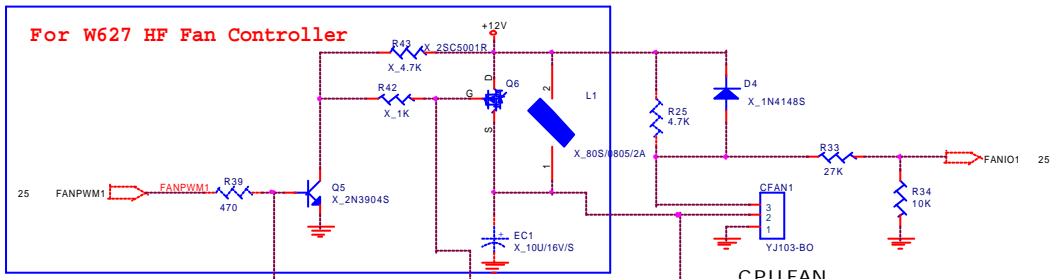 +12V
For W627 HF Fan Controller
R43
X_2SC5001R
X_4.7K
D
Q6
D4
R42
G
2
L1
X_1N4148S
R25
X_1K
4.7K
S
X_80S/0805/2A
1
R33
FANIO1
25
27K
25
FANPWM1
FANPWM1
R39
Q5
CFAN1
R34
470
X_2N3904S
3
10K
2
1
EC1
+
X_10U/16V/S
YJ103-BO
CPU FAN